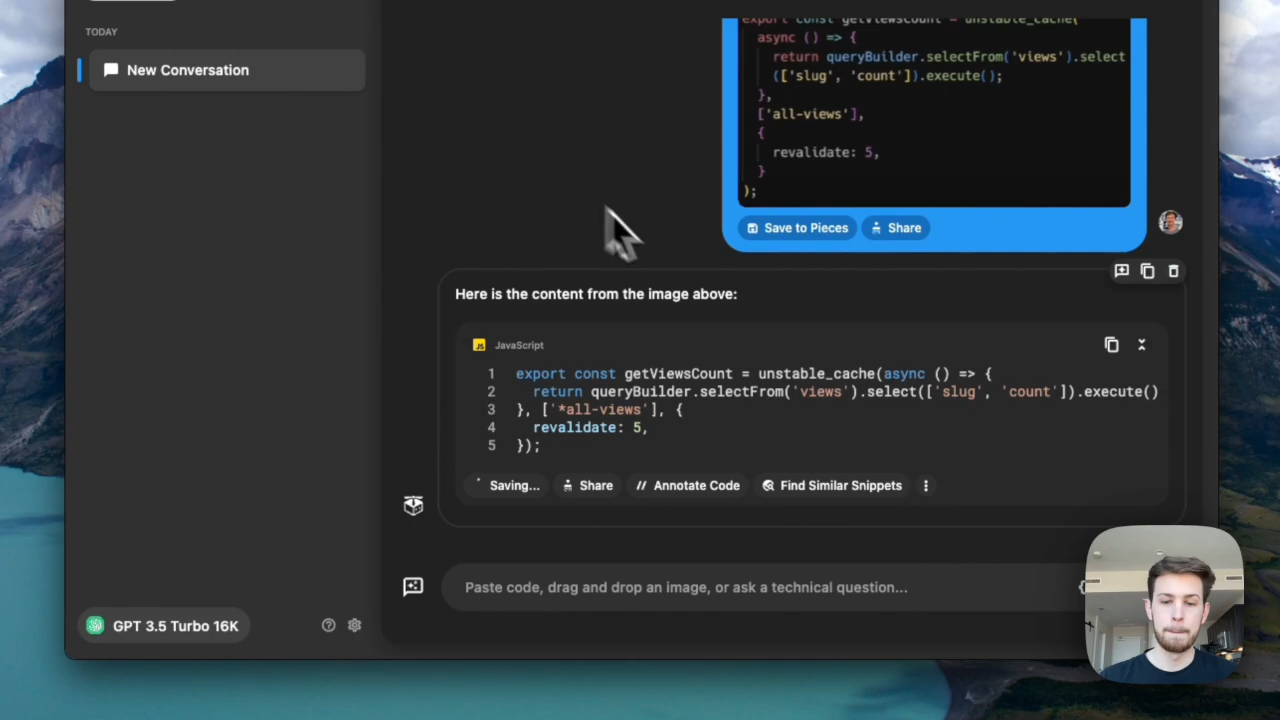 TODAY
New Conversation
export const getViewsCount = unstable_cache(
async () => {
return queryBuilder.selectFrom('views').select
(['slug', 'count']).execute();
},
['all-views'],
{
revalidate: 5,
}
);
Save to Pieces
Share
Here is the content from the image above:
JS
JavaScript
1 export const getViewsCount = unstable_cache(async () => {
2 return queryBuilder.selectFrom('views').select(['slug', 'count']).execute()
3 }, ['*all-views'], {
4 revalidate: 5,
5 });
Saving...
Share
// Annotate Code
Find Similar Snippets
Paste code, drag and drop an image, or ask a technical question...
GPT 3.5 Turbo 16K